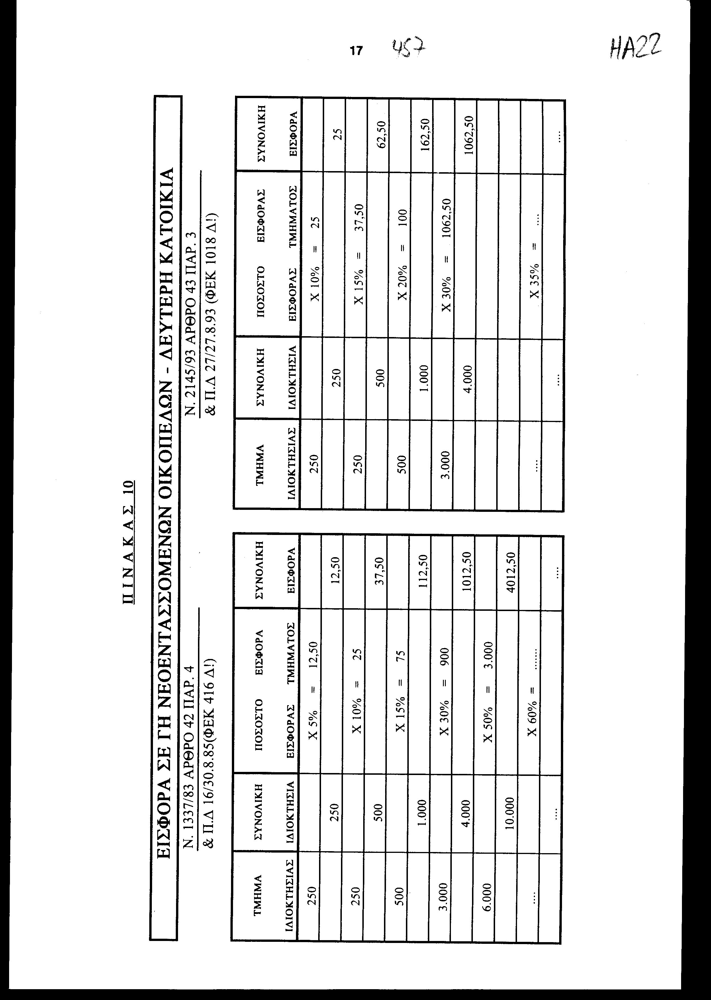 17 457 HA22
ΠΙΝΑΚΑΣ 10
ΕΙΣΦΟΡΑ ΣΕ ΓΗ ΝΕΟΕΝΤΑΣΣΟΜΕΝΩΝ ΟΙΚΟΠΕΔΩΝ - ΔΕΥΤΕΡΗ ΚΑΤΟΙΚΙΑ
Ν. 1337/83 ΑΡΘΡΟ 42 ΠΑΡ. 4
& Π.Δ 16/30.8.85(ΦΕΚ 416 Δ!)
ΤΜΗΜΑ ΣΥΝΟΛΙΚΗ ΠΟΣΟΣΤΟ ΕΙΣΦΟΡΑ ΣΥΝΟΛΙΚΗ
ΙΔΙΟΚΤΗΣΙΑΣ ΙΔΙΟΚΤΗΣΙΑ ΕΙΣΦΟΡΑΣ ΤΜΗΜΑΤΟΣ ΕΙΣΦΟΡΑ
250 Χ 5% = 12,50
250 12,50
250 Χ 10% = 25
500 37,50
500 Χ 15% = 75
1.000 112,50
3.000 Χ 30% = 900
4.000 1012,50
6.000 Χ 50% = 3.000
10.000 4012,50
.... Χ 60% = .......
.... ....
Ν. 2145/93 ΑΡΘΡΟ 43 ΠΑΡ. 3
& Π.Δ 27/27.8.93 (ΦΕΚ 1018 Δ!)
ΤΜΗΜΑ ΣΥΝΟΛΙΚΗ ΠΟΣΟΣΤΟ ΕΙΣΦΟΡΑΣ ΣΥΝΟΛΙΚΗ
ΙΔΙΟΚΤΗΣΙΑΣ ΙΔΙΟΚΤΗΣΙΑ ΕΙΣΦΟΡΑΣ ΤΜΗΜΑΤΟΣ ΕΙΣΦΟΡΑ
250 Χ 10% = 25
250 25
250 Χ 15% = 37,50
500 62,50
500 Χ 20% = 100
1.000 162,50
3.000 Χ 30% = 1062,50
4.000 1062,50
.... Χ 35% = ....
.... ....